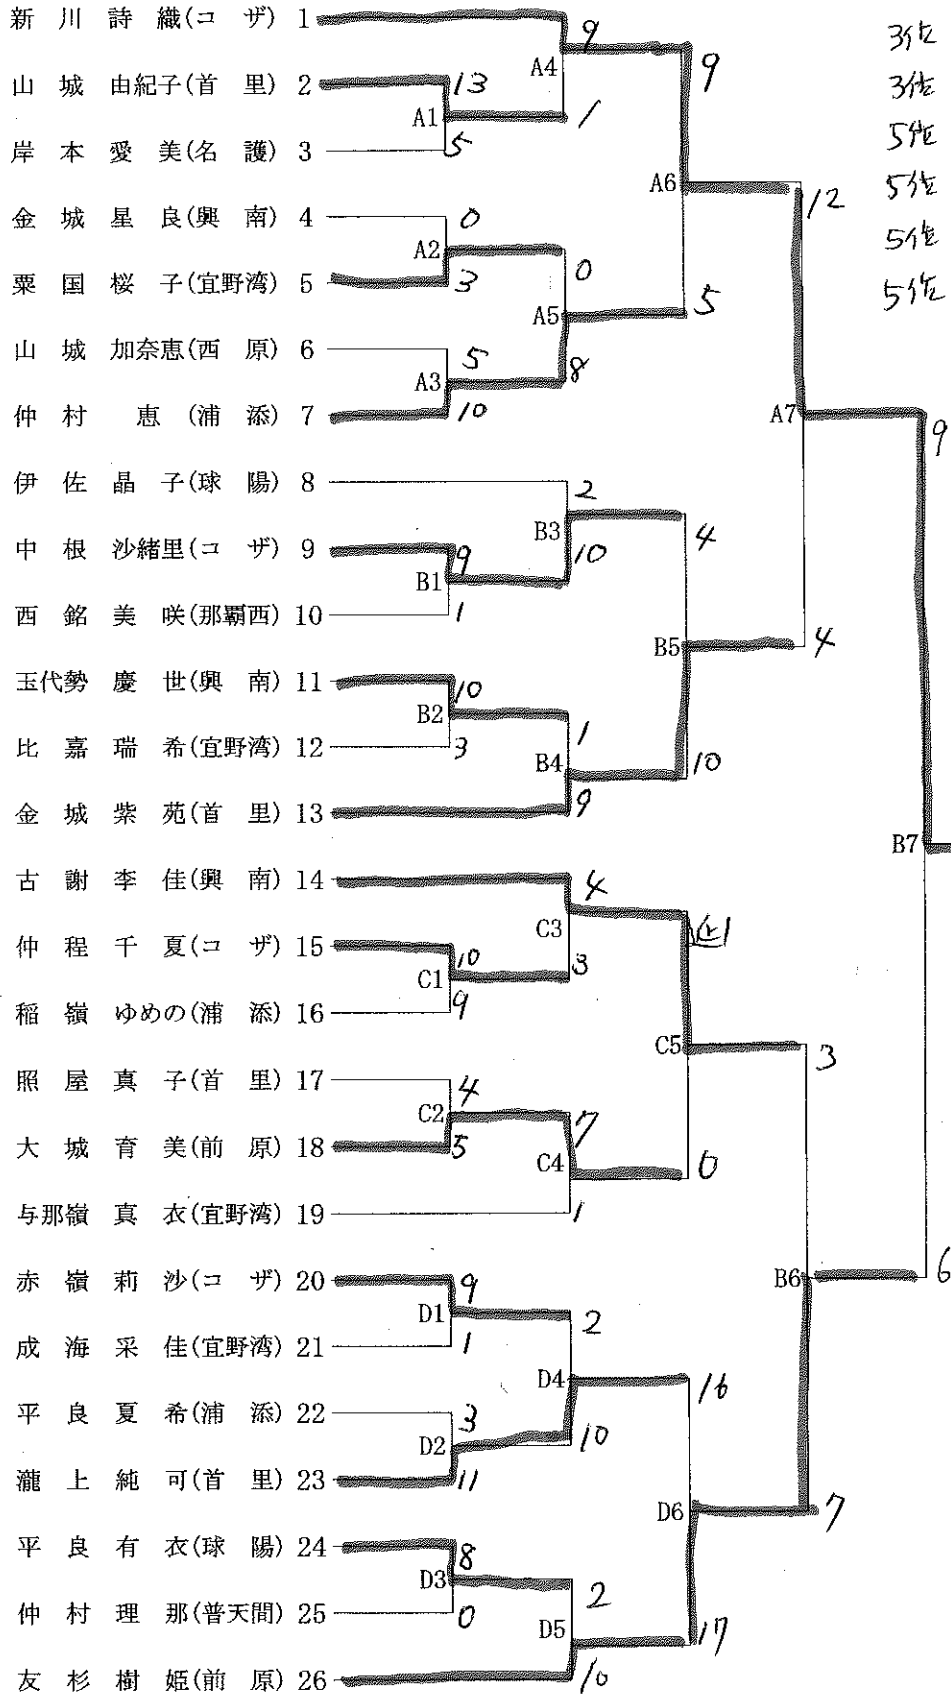 新川詩織(コザ) 1
山城由紀子(首里) 2
岸本愛美(名護) 3
金城星良(興南) 4
粟国桜子(宜野湾) 5
山城加奈恵(西原) 6
仲村恵(浦添) 7
伊佐晶子(球陽) 8
中根沙緒里(コザ) 9
西銘美咲(那覇西) 10
玉代勢慶世(興南) 11
比嘉瑞希(宜野湾) 12
金城紫苑(首里) 13
古謝李佳(興南) 14
仲程千夏(コザ) 15
稲嶺ゆめの(浦添) 16
照屋真子(首里) 17
大城育美(前原) 18
与那嶺真衣(宜野湾) 19
赤嶺莉沙(コザ) 20
成海采佳(宜野湾) 21
平良夏希(浦添) 22
瀧上純可(首里) 23
平良有衣(球陽) 24
仲村理那(普天間) 25
友杉樹姫(前原) 26
13
A1
5
0
A2
3
5
A3
10
9
B1
1
10
B2
3
10
C1
9
4
C2
5
9
D1
1
3
D2
11
8
D3
0
9
A4
1
0
A5
8
2
B3
10
1
B4
9
4
C3
3
7
C4
1
2
D4
10
2
D5
10
9
A6
5
4
B5
10
C5
0
16
D6
17
12
A7
4
3
B6
7
9
B7
6
3位
3位
5位
5位
5位
5位